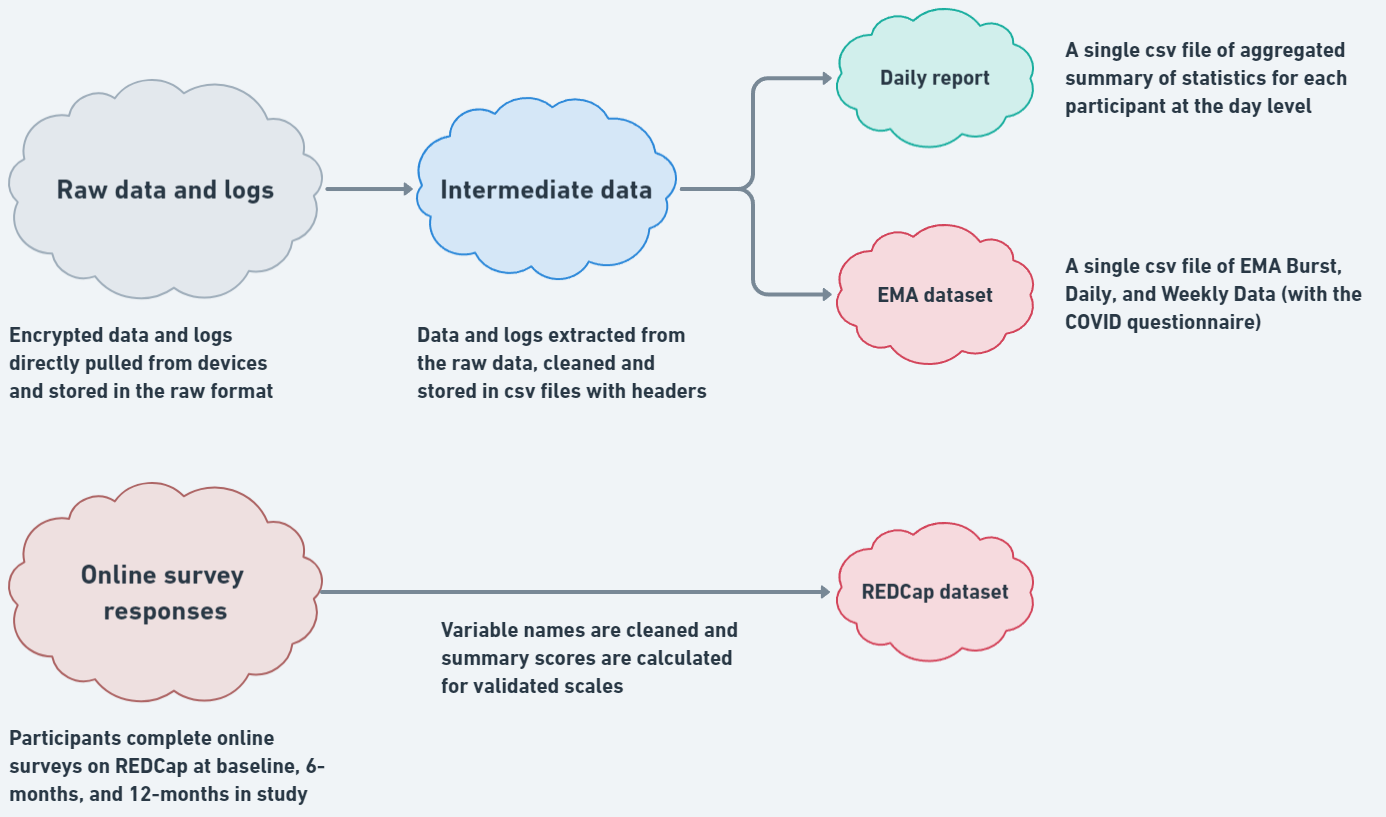 Raw data and logs
Encrypted data and logs
directly pulled from devices
and stored in the raw format
Intermediate data
Data and logs extracted from
the raw data, cleaned and
stored in csv files with headers
Daily report
A single csv file of aggregated
summary of statistics for each
participant at the day level
EMA dataset
A single csv file of EMA Burst,
Daily, and Weekly Data (with the
COVID questionnaire)
Online survey
responses
Participants complete online
surveys on REDCap at baseline, 6-
months, and 12-months in study
Variable names are cleaned and
summary scores are calculated
for validated scales
REDCap dataset